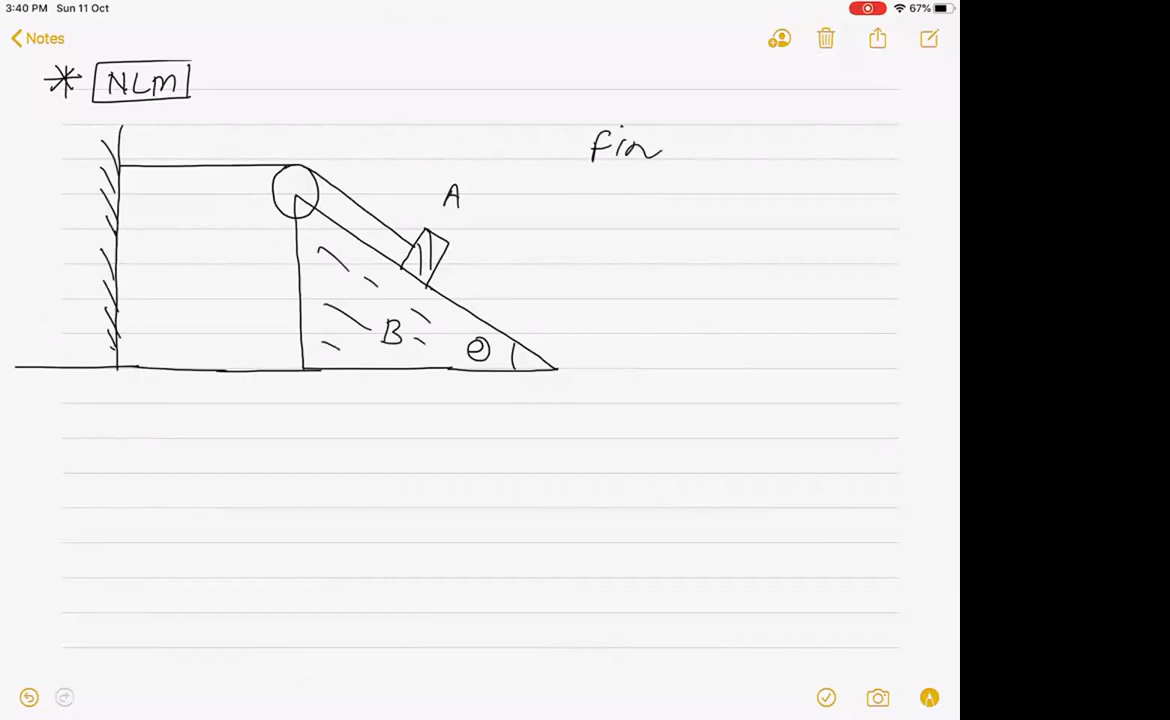 3:40 PM Sun 11 Oct
67%
Notes
* NLM
Fin
A
B
Θ